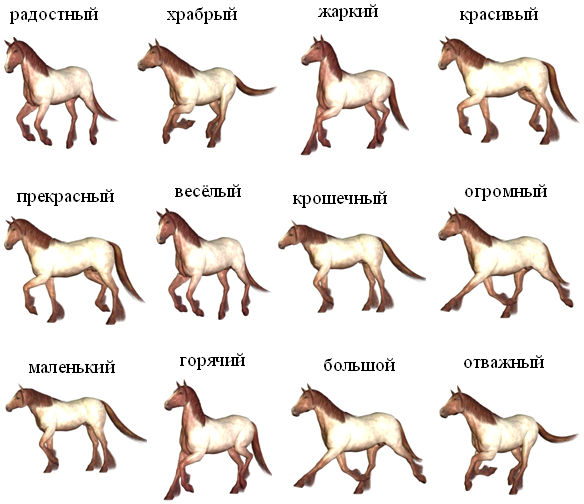 радостный
храбрый
жаркий
красивый
прекрасный
весёлый
крошечный
огромный
маленький
горячий
большой
отважный